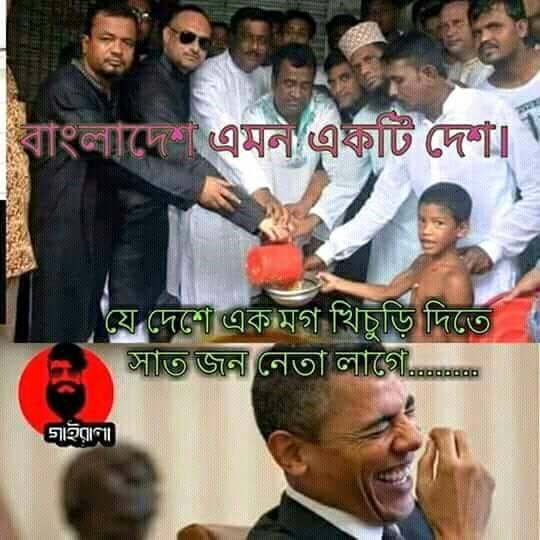 বাংলাদেশ এমন একটি দেশ।
যে দেশে এক মগ খিচুড়ি দিতে
সাত জন নেতা লাগে.........
গাইরালা